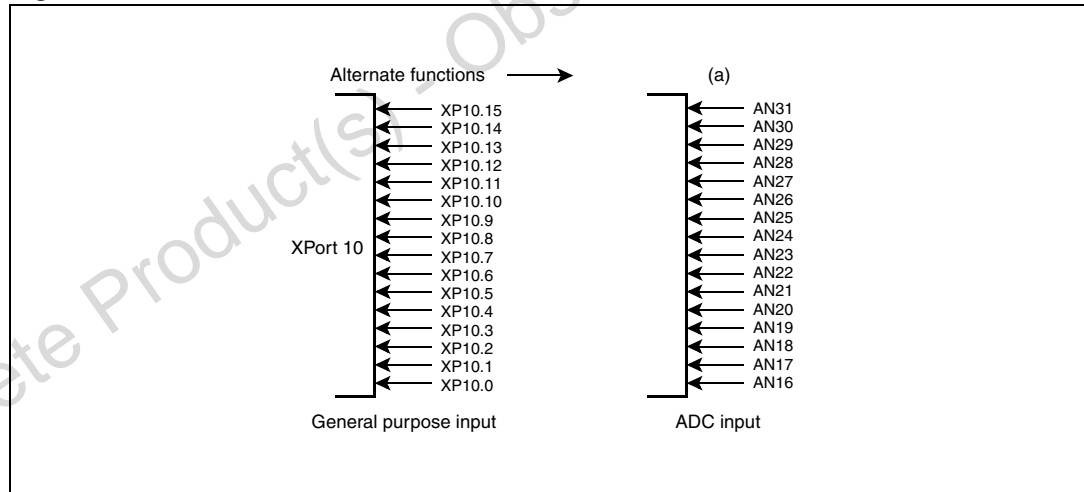 Alternate functions (a)
XP10.15 AN31
XP10.14 AN30
XP10.13 AN29
XP10.12 AN28
XP10.11 AN27
XP10.10 AN26
XP10.9 AN25
XP10.8 AN24
XPort 10 XP10.7 AN23
XP10.6 AN22
XP10.5 AN21
XP10.4 AN20
XP10.3 AN19
XP10.2 AN18
XP10.1 AN17
XP10.0 AN16
General purpose input ADC input
ete Product(s) - Obs